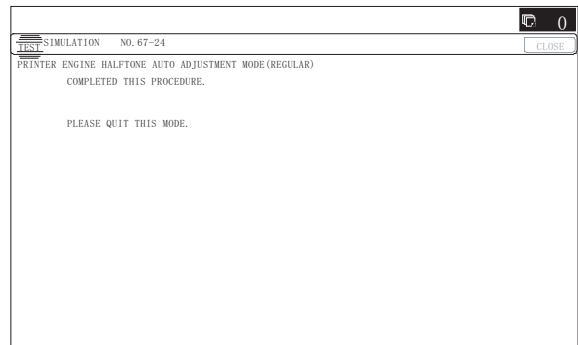 0
TEST SIMULATION NO.67-24 CLOSE
PRINTER ENGINE HALFTONE AUTO ADJUSTMENT MODE(REGULAR)
COMPLETED THIS PROCEDURE.
PLEASE QUIT THIS MODE.